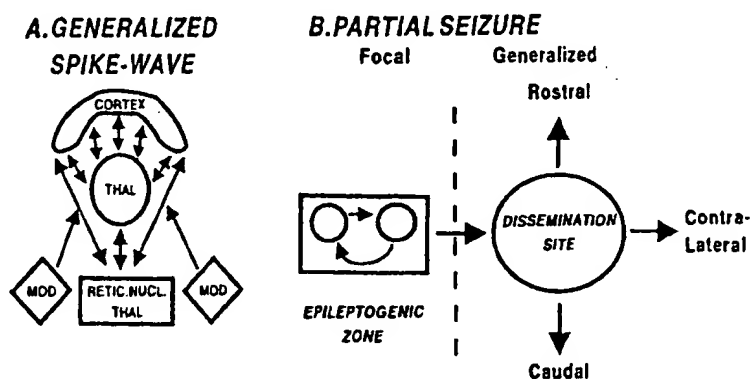 A. GENERALIZED
SPIKE-WAVE
CORTEX
THAL
MOD
RETIC. NUCL.
THAL
MOD
B. PARTIAL SEIZURE
Focal
Generalized
Rostral
DISSEMINATION
SITE
Contra-
Lateral
EPILEPTOGENIC
ZONE
Caudal